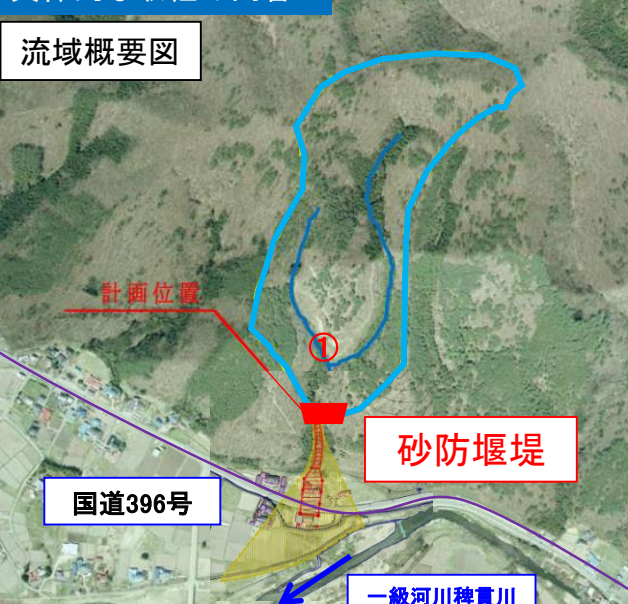 流域概要図
計画位置
①
砂防堰堤
国道396号
一級河川稗貫川